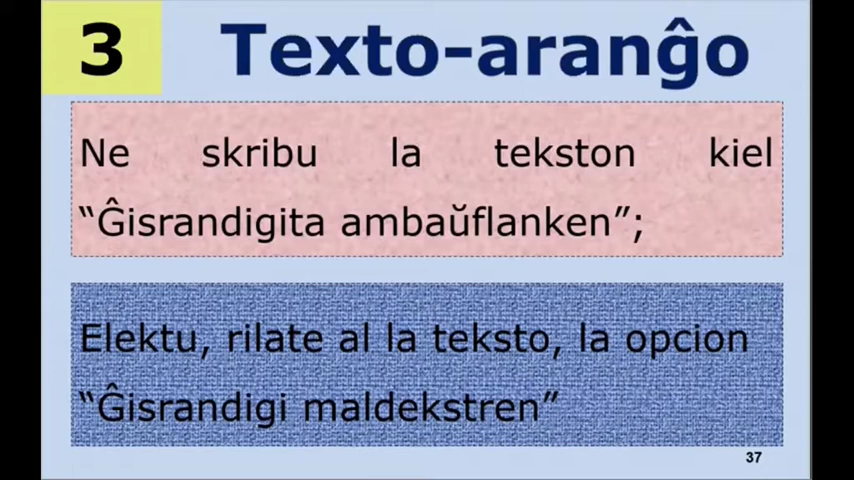 3
Texto-aranĝo
Ne skribu la tekston kiel
“Ĝisrandigita ambaŭflanken”;
Elektu, rilate al la teksto, la opcion
“Ĝisrandigi maldekstren”
37